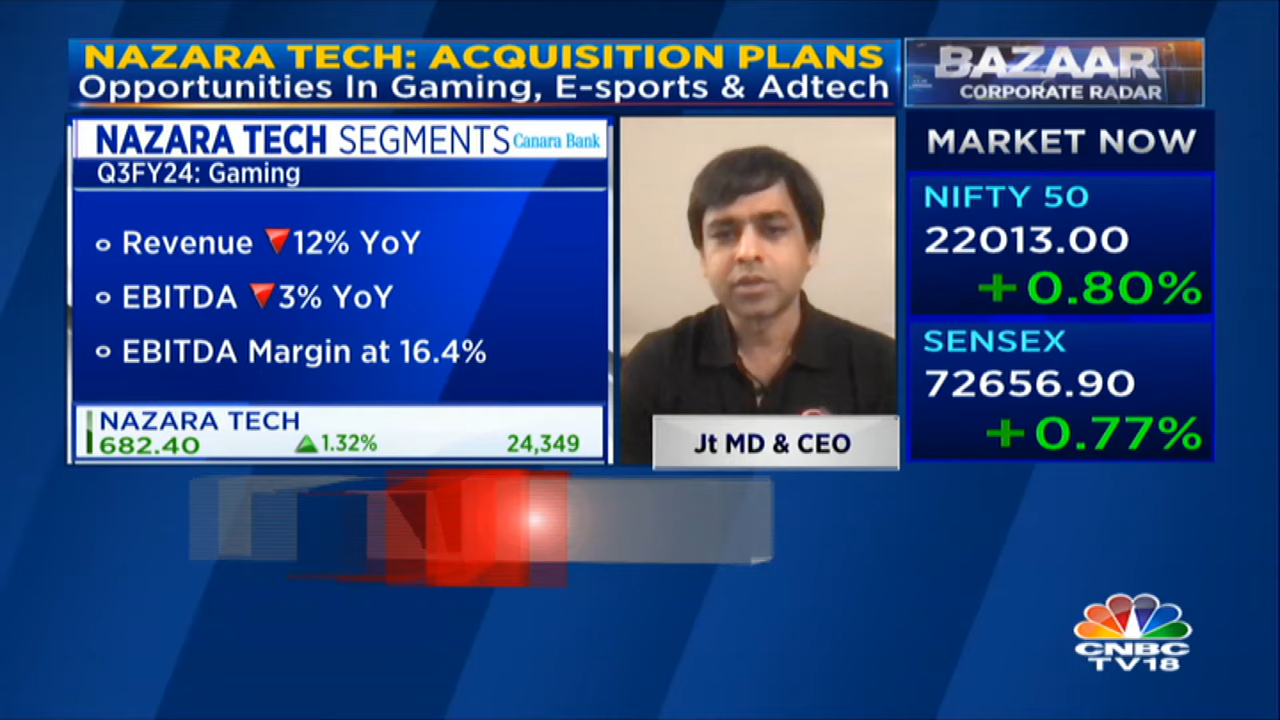 NAZARA TECH: ACQUISITION PLANS
Opportunities In Gaming, E-sports & Adtech
BAZAAR
CORPORATE RADAR
NAZARA TECH SEGMENTS Canara Bank
Q3FY24: Gaming
Revenue ▼12% YoY
EBITDA ▼3% YoY
EBITDA Margin at 16.4%
NAZARA TECH
682.40 ▲1.32% 24,349
Jt MD & CEO
MARKET NOW
NIFTY 50
22013.00
+0.80%
SENSEX
72656.90
+0.77%
CNBC
TV18